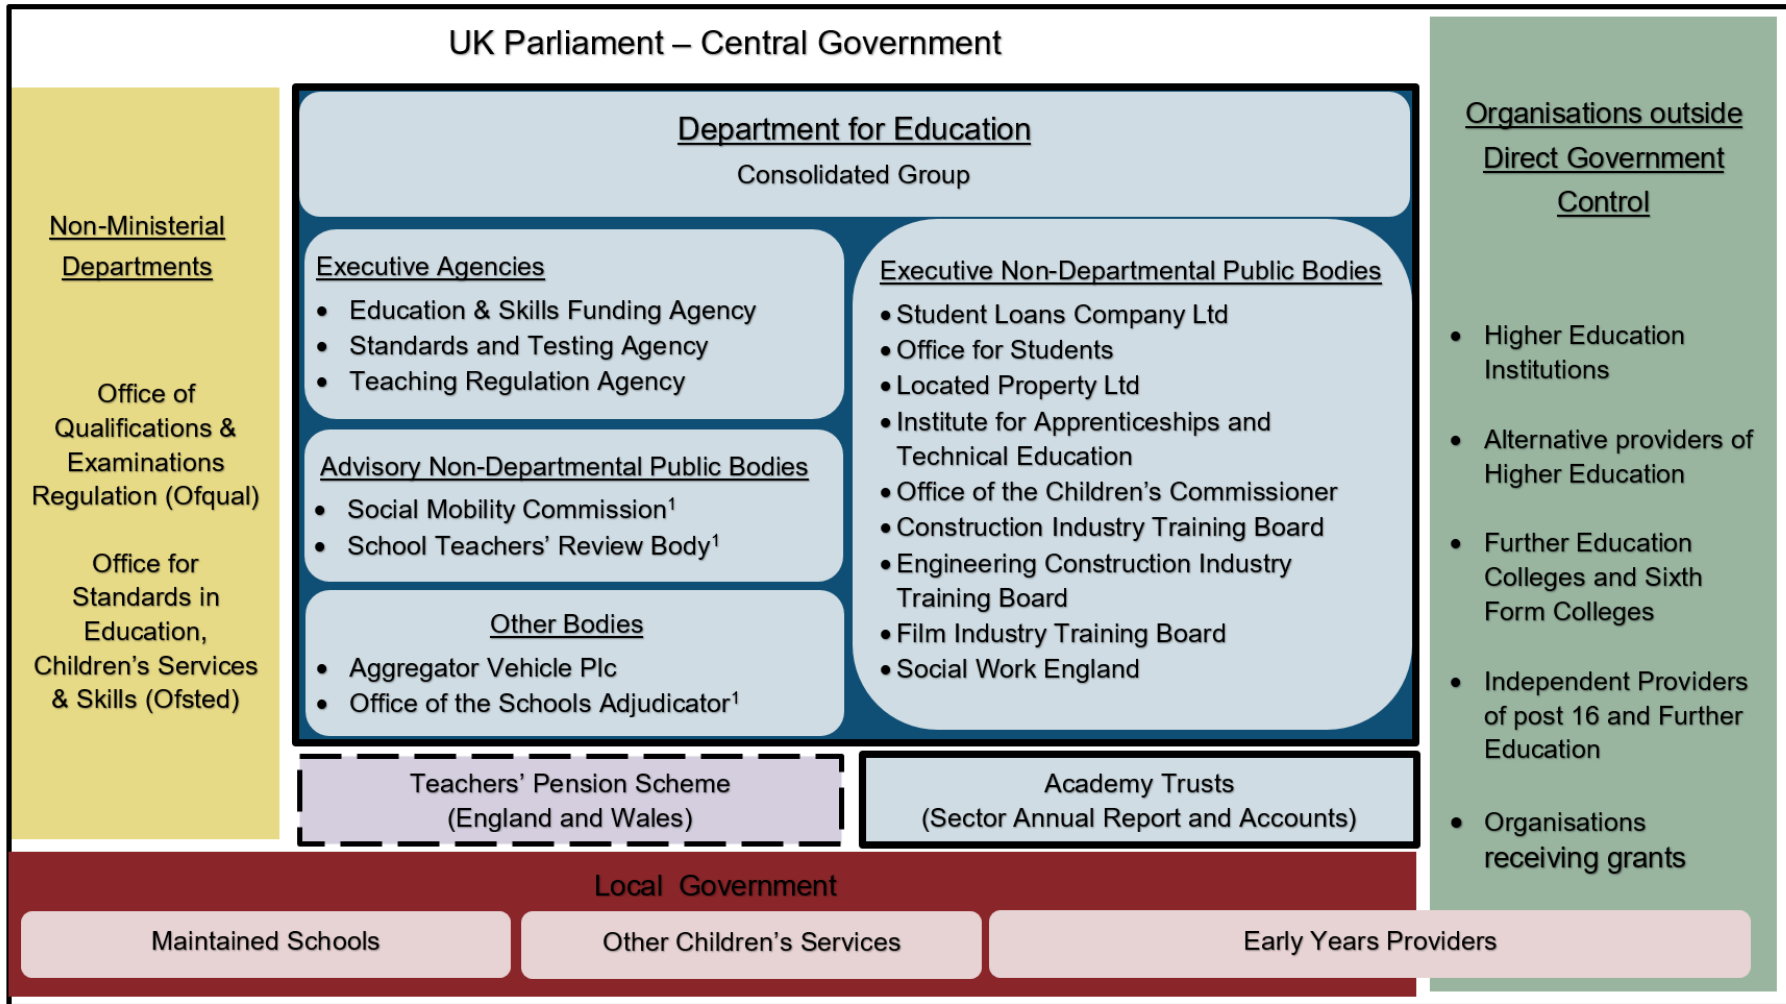 UK Parliament – Central Government
Non-Ministerial
Departments
Office of
Qualifications &
Examinations
Regulation (Ofqual)
Office for
Standards in
Education,
Children’s Services
& Skills (Ofsted)
Department for Education
Consolidated Group
Executive Agencies
• Education & Skills Funding Agency
• Standards and Testing Agency
• Teaching Regulation Agency
Advisory Non-Departmental Public Bodies
• Social Mobility Commission¹
• School Teachers’ Review Body¹
Other Bodies
• Aggregator Vehicle Plc
• Office of the Schools Adjudicator¹
Executive Non-Departmental Public Bodies
• Student Loans Company Ltd
• Office for Students
• Located Property Ltd
• Institute for Apprenticeships and
Technical Education
• Office of the Children’s Commissioner
• Construction Industry Training Board
• Engineering Construction Industry
Training Board
• Film Industry Training Board
• Social Work England
Teachers’ Pension Scheme
(England and Wales)
Academy Trusts
(Sector Annual Report and Accounts)
Organisations outside
Direct Government
Control
• Higher Education
Institutions
• Alternative providers of
Higher Education
• Further Education
Colleges and Sixth
Form Colleges
• Independent Providers
of post 16 and Further
Education
• Organisations
receiving grants
Local Government
Maintained Schools
Other Children’s Services
Early Years Providers